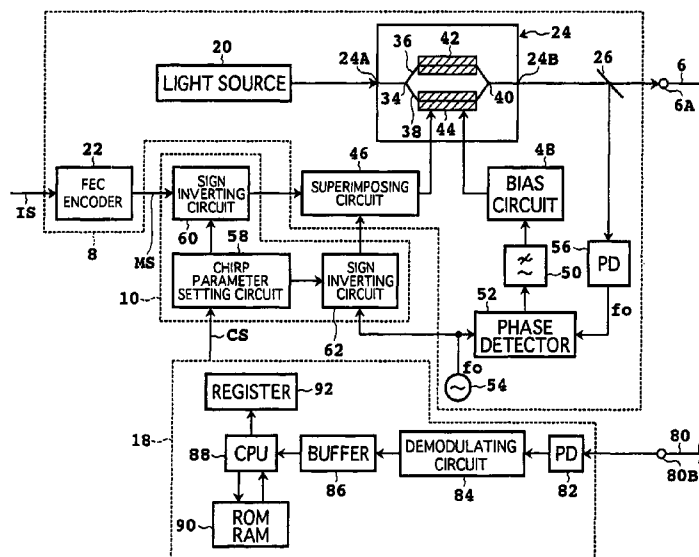 20
LIGHT SOURCE
24A
36
42
24
24B
26
6
6A
34
38
44
40
22
FEC
ENCODER
IS
8
MS
SIGN
INVERTING
CIRCUIT
60
46
SUPERIMPOSING
CIRCUIT
48
BIAS
CIRCUIT
50
56
PD
fo
58
CHIRP
PARAMETER
SETTING CIRCUIT
10
SIGN
INVERTING
CIRCUIT
62
52
PHASE
DETECTOR
fo
54
CS
REGISTER
92
18
88
CPU
BUFFER
86
DEMODULATING
CIRCUIT
84
PD
82
80
80B
90
ROM
RAM